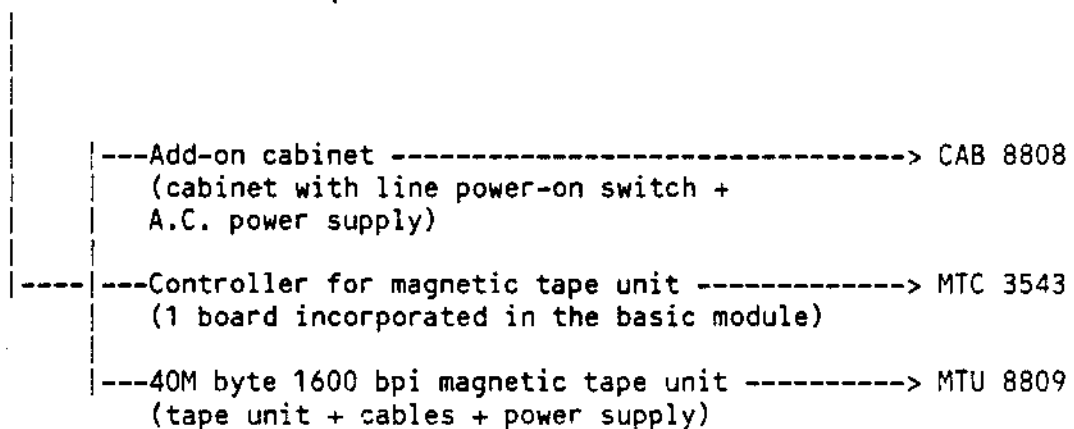 ---Add-on cabinet --------------------------------> CAB 8808
(cabinet with line power-on switch +
A.C. power supply)
---Controller for magnetic tape unit -------------> MTC 3543
(1 board incorporated in the basic module)
---40M byte 1600 bpi magnetic tape unit ----------> MTU 8809
(tape unit + cables + power supply)